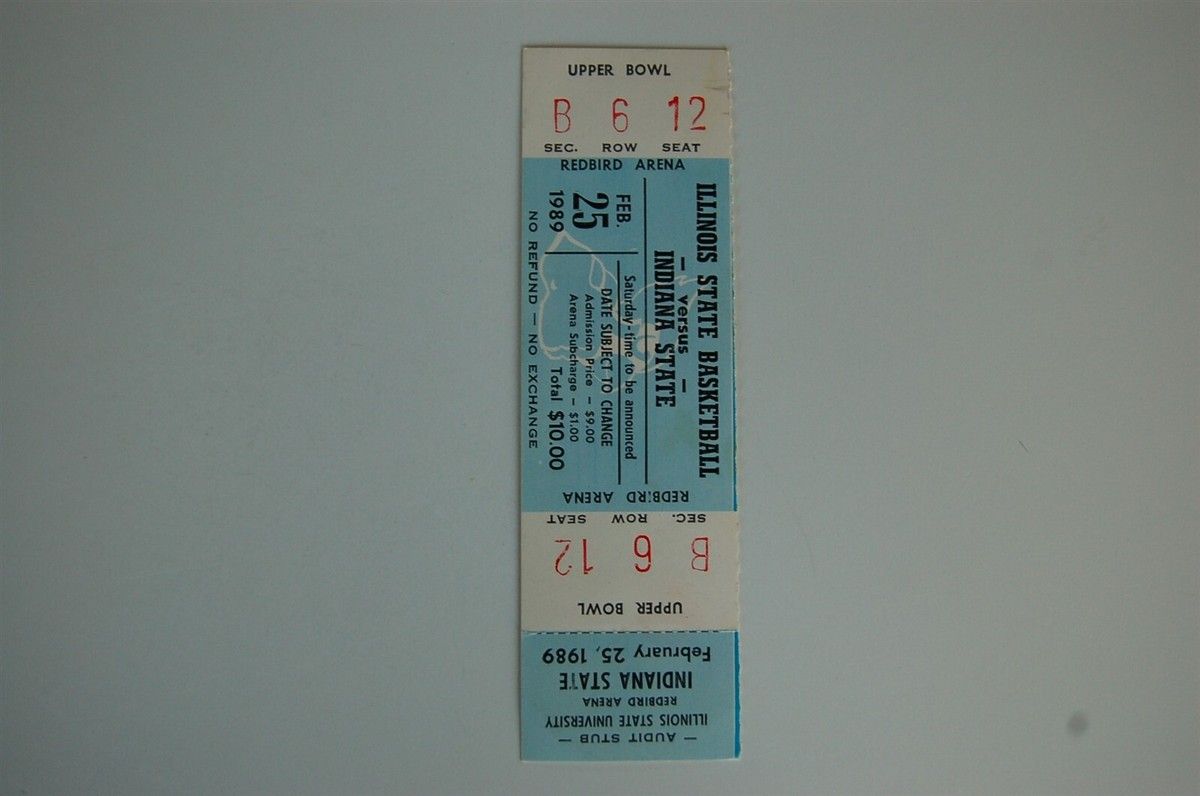 UPPER BOWL
B 6 12
SEC. ROW SEAT
REDBIRD ARENA
ILLINOIS STATE BASKETBALL
— versus —
INDIANA STATE
FEB.
25
1989
Saturday-time to be announced
DATE SUBJECT TO CHANGE
Admission Price — $9.00
Arena Subcharge — $1.00
Total $10.00
NO REFUND — NO EXCHANGE
REDBIRD ARENA
SEC. ROW SEAT
B 6 12
UPPER BOWL
— AUDIT STUB —
ILLINOIS STATE UNIVERSITY
REDBIRD ARENA
INDIANA STATE
February 25, 1989